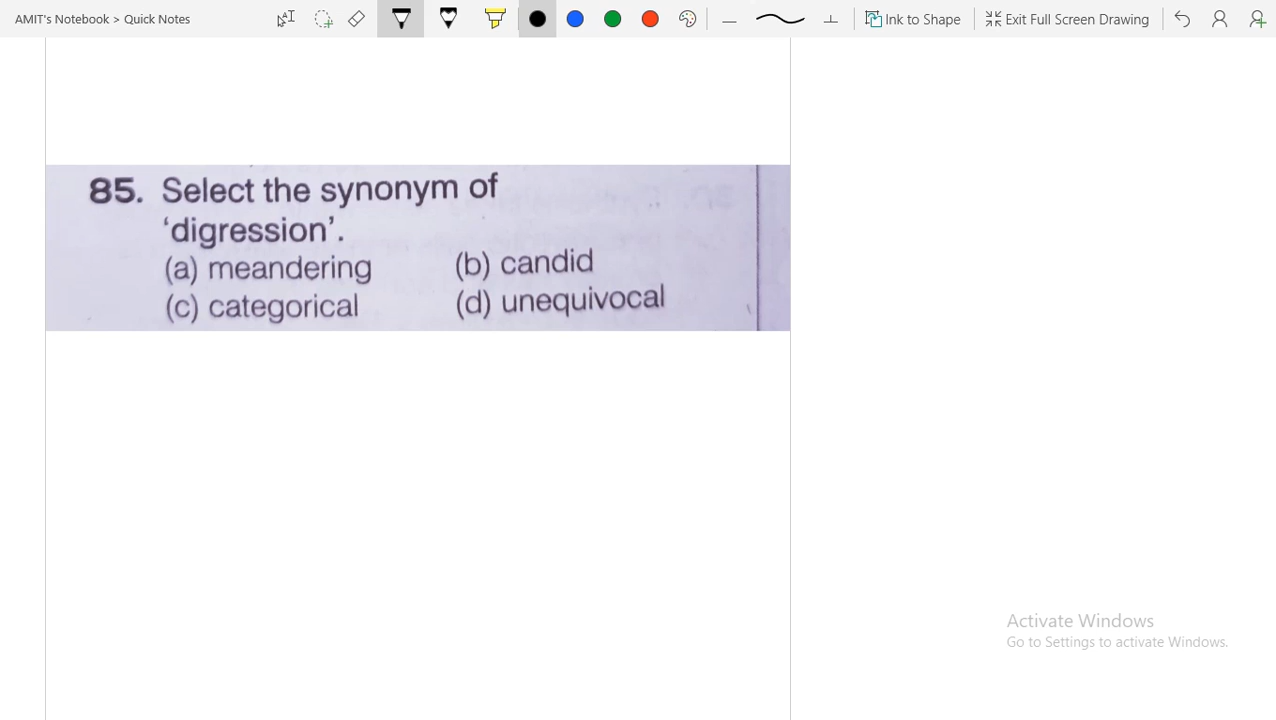 AMIT's Notebook > Quick Notes Ink to Shape Exit Full Screen Drawing
85. Select the synonym of
‘digression’.
(a) meandering (b) candid
(c) categorical (d) unequivocal
Activate Windows
Go to Settings to activate Windows.